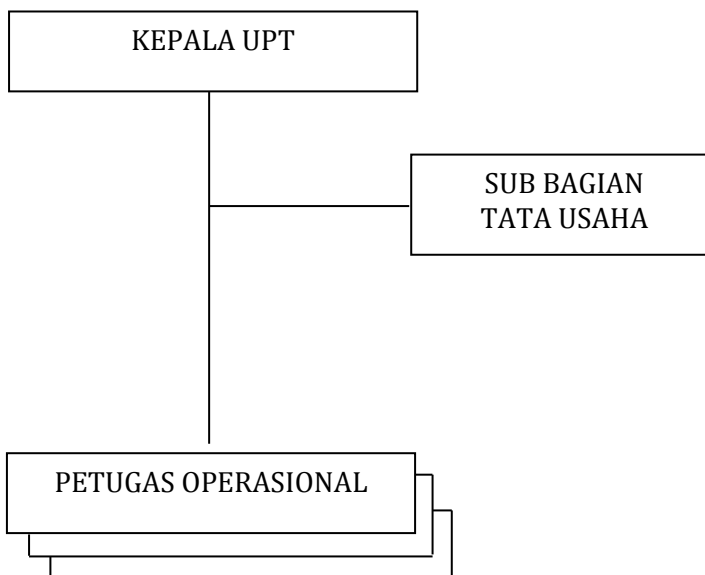 KEPALA UPT
SUB BAGIAN
TATA USAHA
PETUGAS OPERASIONAL